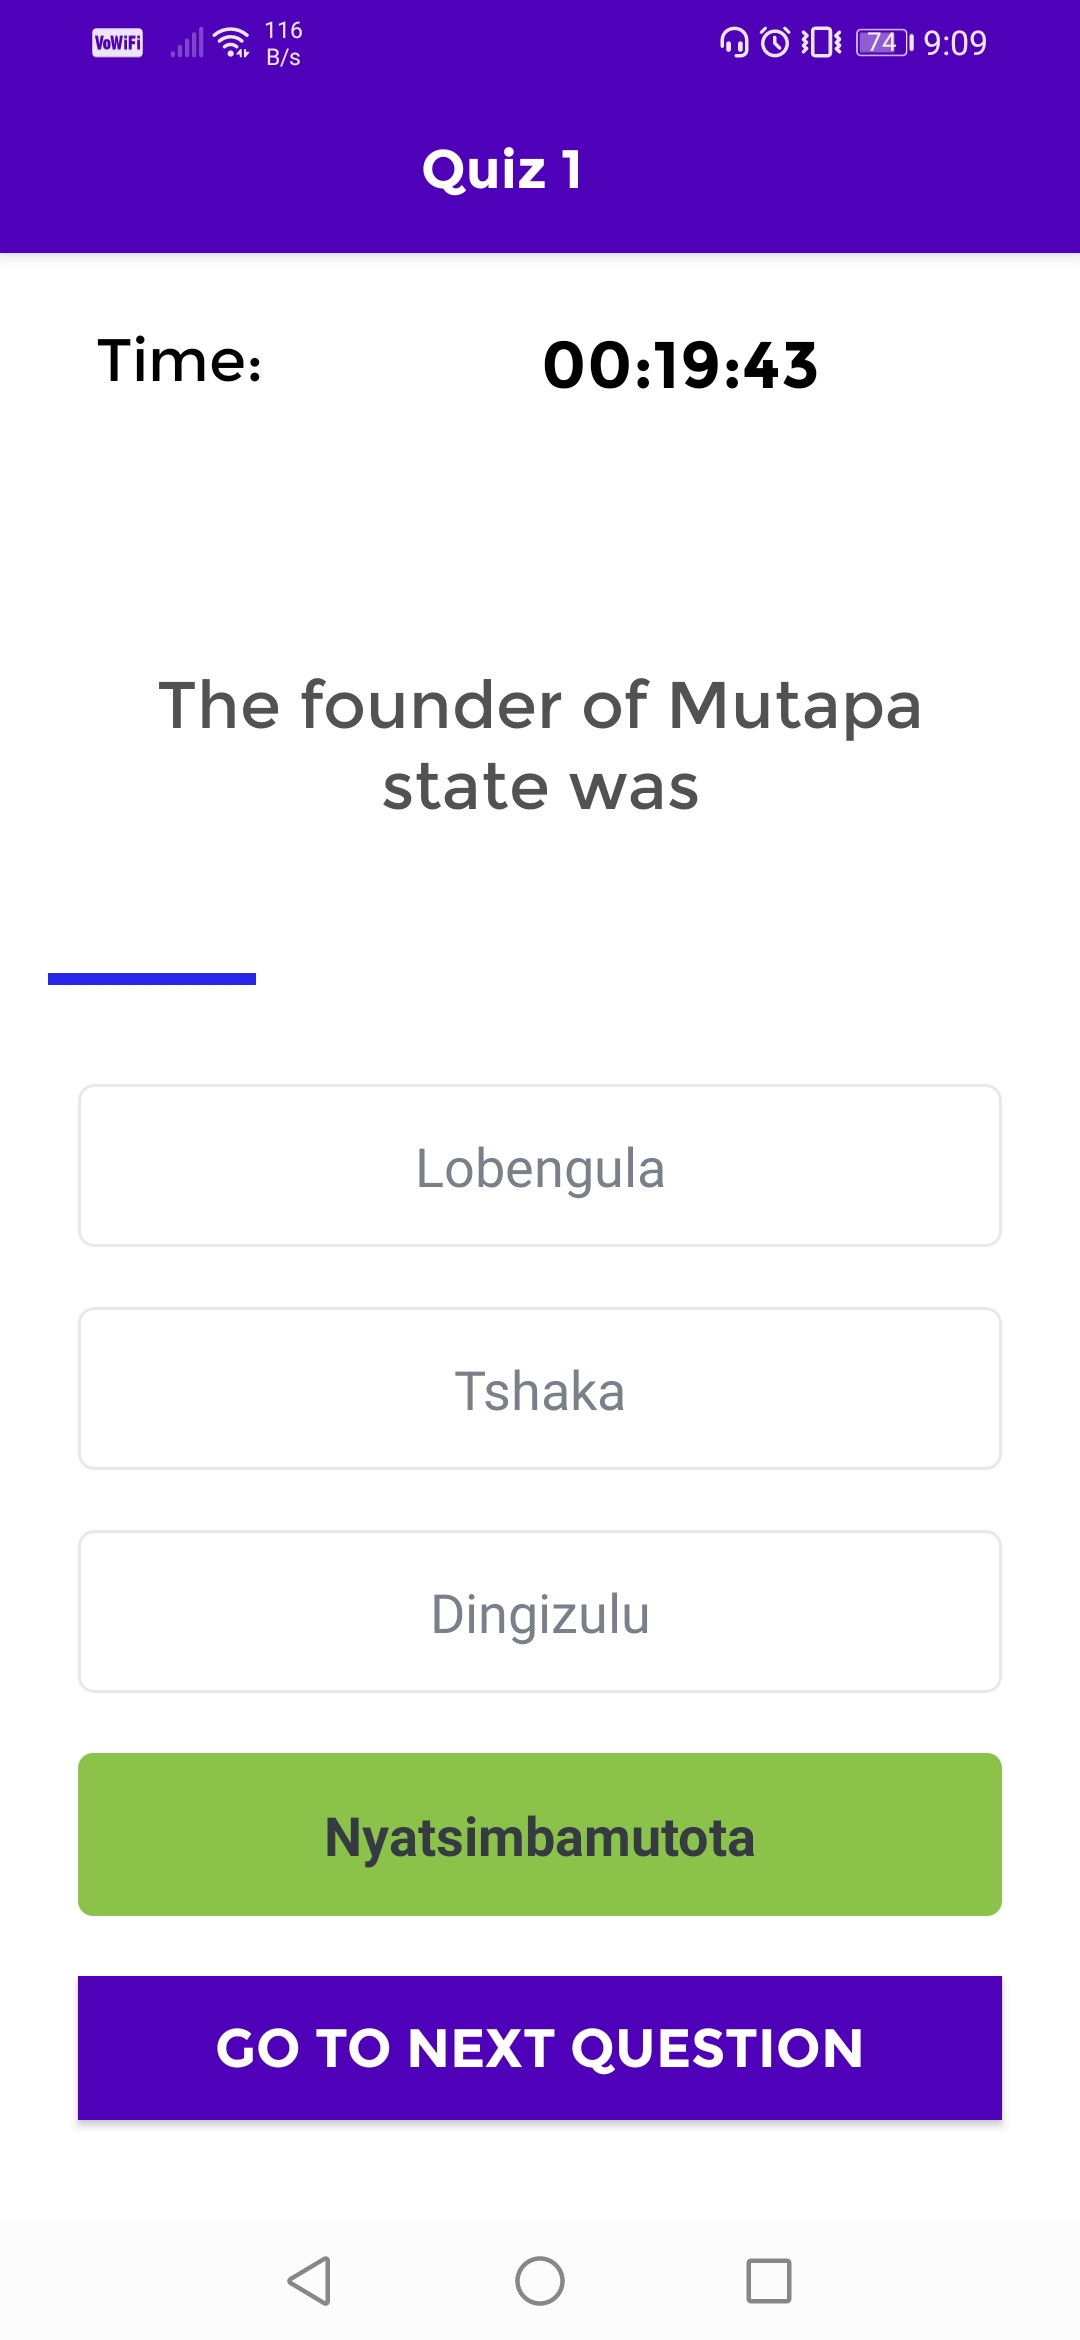 VoWiFi 116 B/s 74 9:09
Quiz 1
Time: 00:19:43
The founder of Mutapa
state was
Lobengula
Tshaka
Dingizulu
Nyatsimbamutota
GO TO NEXT QUESTION